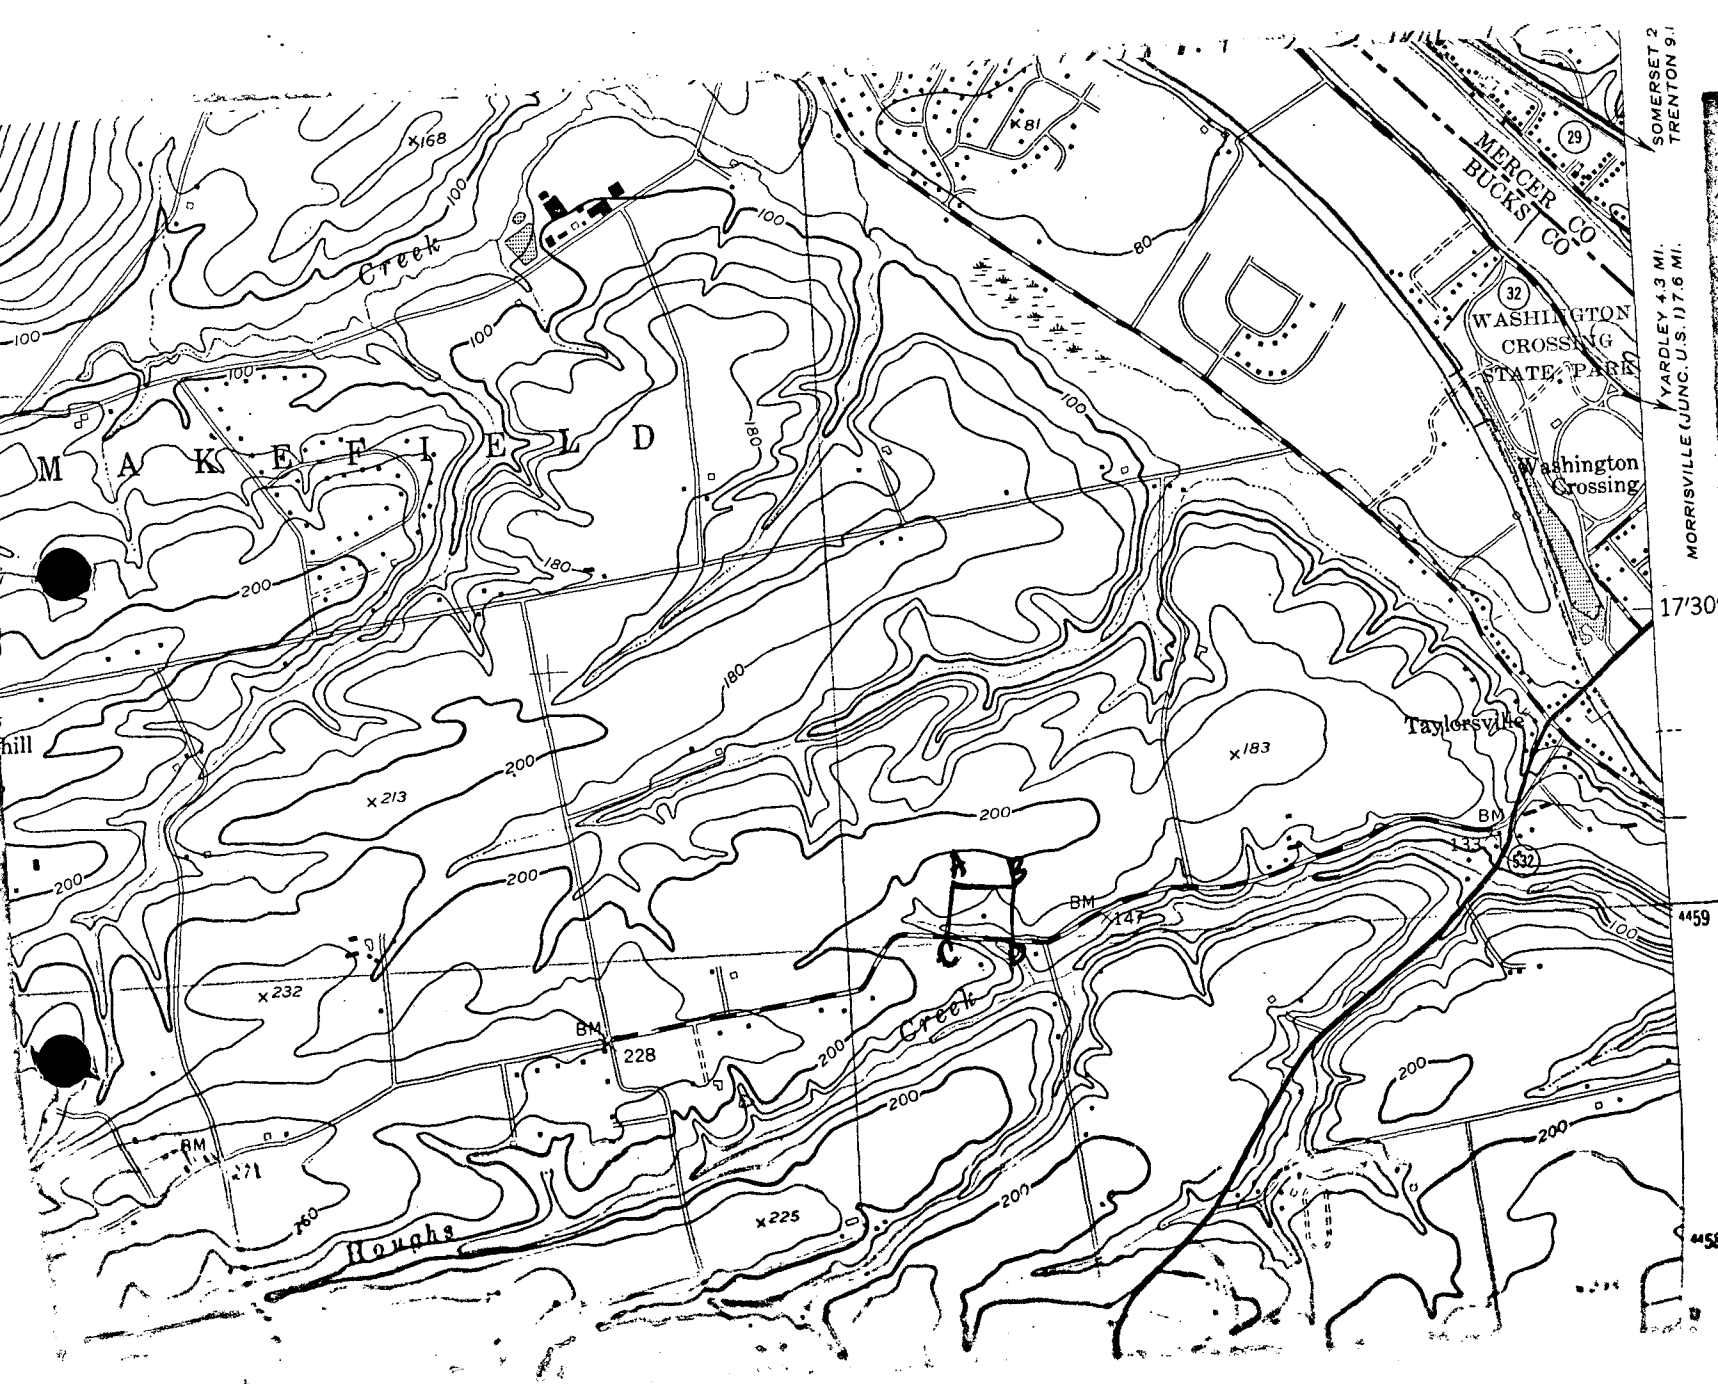 SOMERSET 2
TRENTON 9.1
29
×81
×168
100
MERCER CO
BUCKS CO
Creek
100
80
32
YARDLEY 4.3 MI.
MORRISVILLE (JUNC. U.S. 1) 7.6 MI.
WASHINGTON
CROSSING
STATE PARK
100
100
100
100
180
M A K E F I E L D
Washington
Crossing
180
200
17'30"
180
hill
Taylorsville
×183
200
×213
200
BM
133
532
200
200
A B
BM
×147
4459
100
C D
×232
Creek
BM
228
200
200
200
200
BM
271
200
160
×225
Houghs
4458